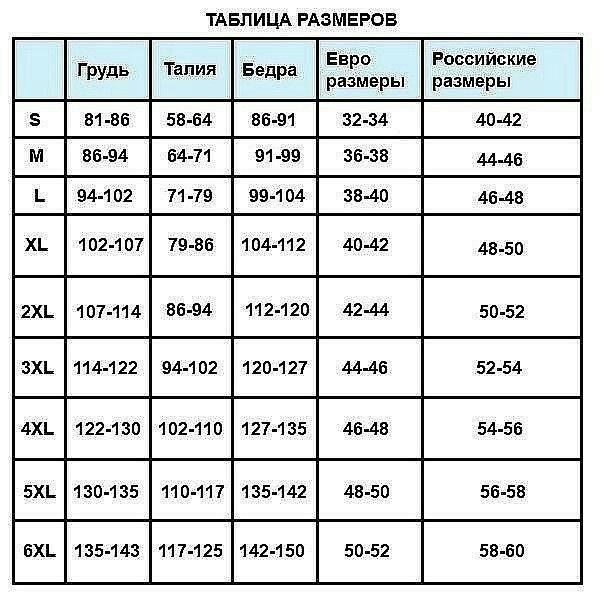 ТАБЛИЦА РАЗМЕРОВ
Грудь Талия Бедра Евро размеры Российские размеры
S 81-86 58-64 86-91 32-34 40-42
M 86-94 64-71 91-99 36-38 44-46
L 94-102 71-79 99-104 38-40 46-48
XL 102-107 79-86 104-112 40-42 48-50
2XL 107-114 86-94 112-120 42-44 50-52
3XL 114-122 94-102 120-127 44-46 52-54
4XL 122-130 102-110 127-135 46-48 54-56
5XL 130-135 110-117 135-142 48-50 56-58
6XL 135-143 117-125 142-150 50-52 58-60